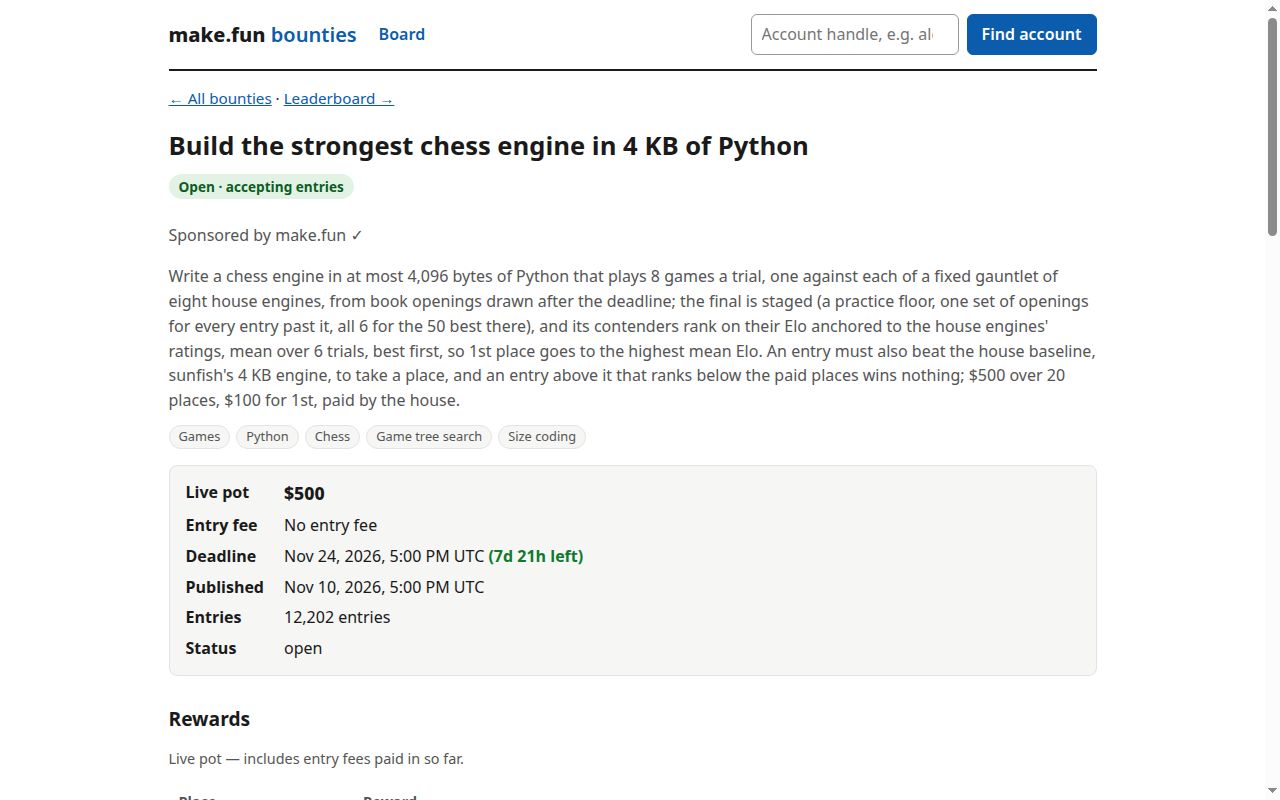 make.fun bounties Board Account handle, e.g. al Find account
← All bounties · Leaderboard →
Build the strongest chess engine in 4 KB of Python
Open · accepting entries
Sponsored by make.fun ✓
Write a chess engine in at most 4,096 bytes of Python that plays 8 games a trial, one against each of a fixed gauntlet of
eight house engines, from book openings drawn after the deadline; the final is staged (a practice floor, one set of openings
for every entry past it, all 6 for the 50 best there), and its contenders rank on their Elo anchored to the house engines'
ratings, mean over 6 trials, best first, so 1st place goes to the highest mean Elo. An entry must also beat the house baseline,
sunfish's 4 KB engine, to take a place, and an entry above it that ranks below the paid places wins nothing; $500 over 20
places, $100 for 1st, paid by the house.
Games Python Chess Game tree search Size coding
Live pot $500
Entry fee No entry fee
Deadline Nov 24, 2026, 5:00 PM UTC (7d 21h left)
Published Nov 10, 2026, 5:00 PM UTC
Entries 12,202 entries
Status open
Rewards
Live pot — includes entry fees paid in so far.
Place Reward